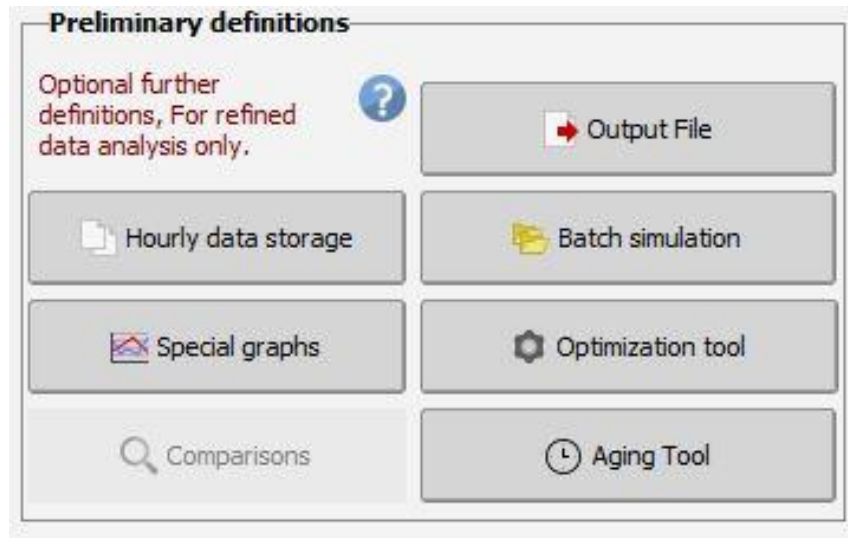 Preliminary definitions
Optional further
definitions, For refined
data analysis only.
?
Output File
Hourly data storage
Batch simulation
Special graphs
Optimization tool
Comparisons
Aging Tool